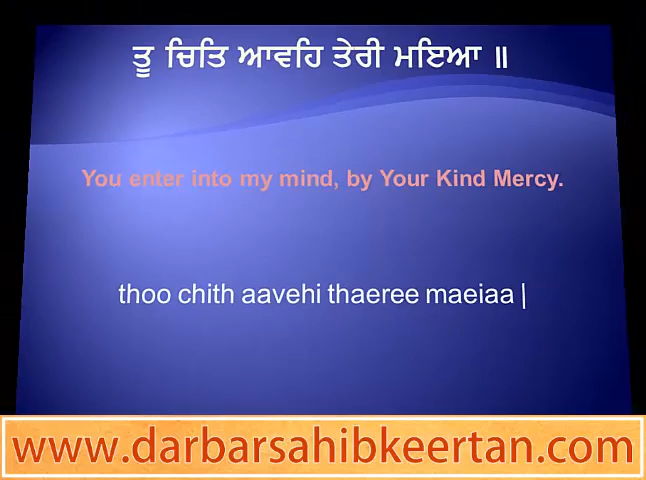 ਤੂ ਚਿਤਿ ਆਵਹਿ ਤੇਰੀ ਮਇਆ ॥
You enter into my mind, by Your Kind Mercy.
thoo chith aavehi thaeree maeiaa |
www.darbarsahibkeertan.com